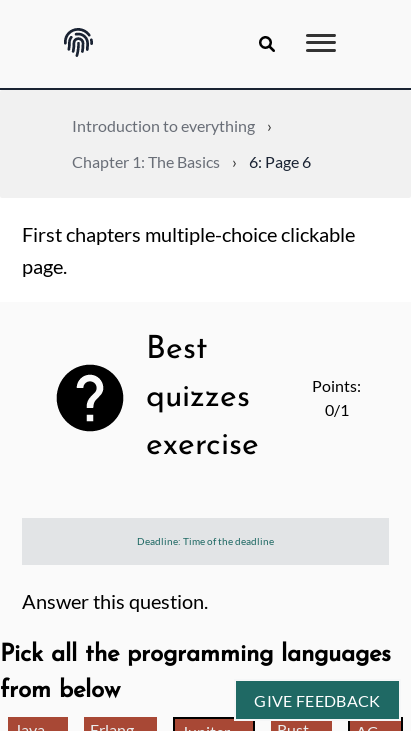 Introduction to everything ›
Chapter 1: The Basics › 6: Page 6
First chapters multiple-choice clickable
page.
Best
quizzes
exercise
Points:
0/1
Deadline: Time of the deadline
Answer this question.
Pick all the programming languages
from below
GIVE FEEDBACK
Java Erlang Jupiter Rust AC